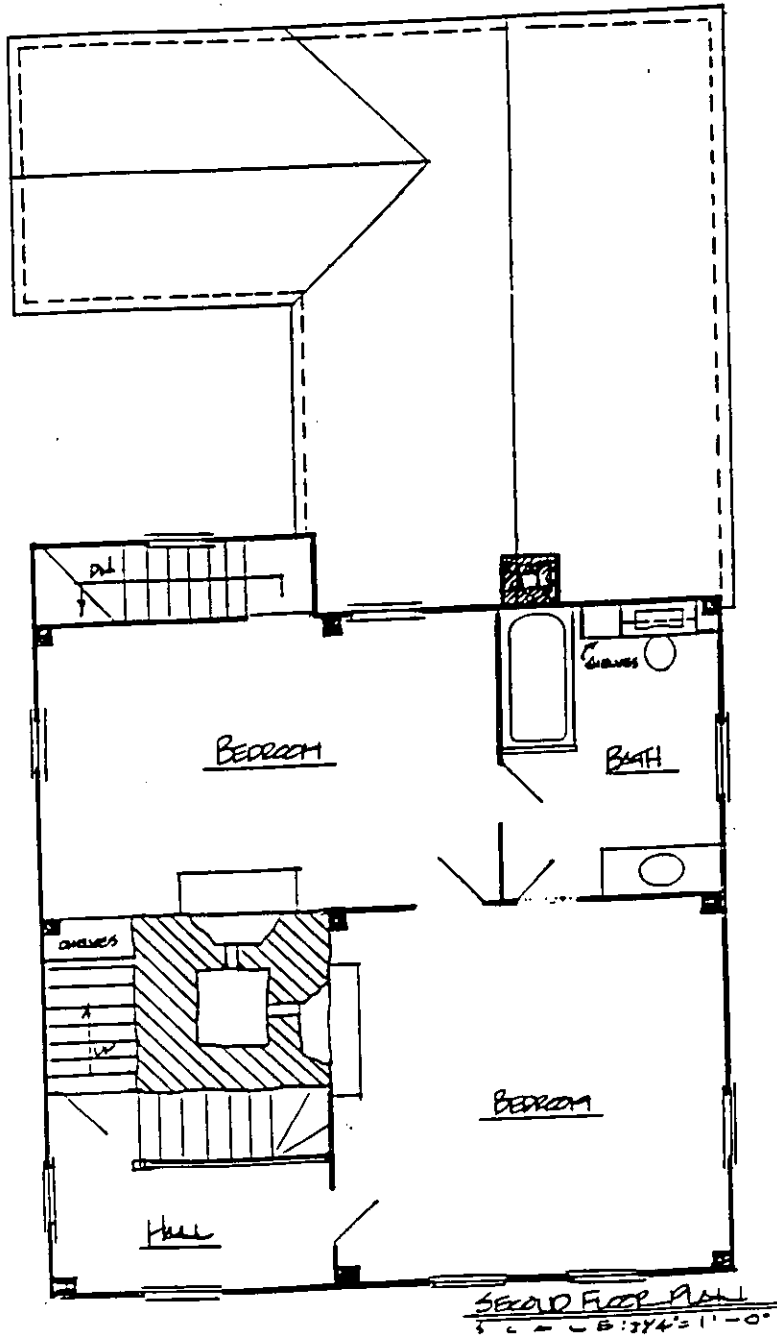 DN
SHELVES
BEDROOM
BATH
SHELVES
UP
BEDROOM
HALL
SECOND FLOOR PLAN